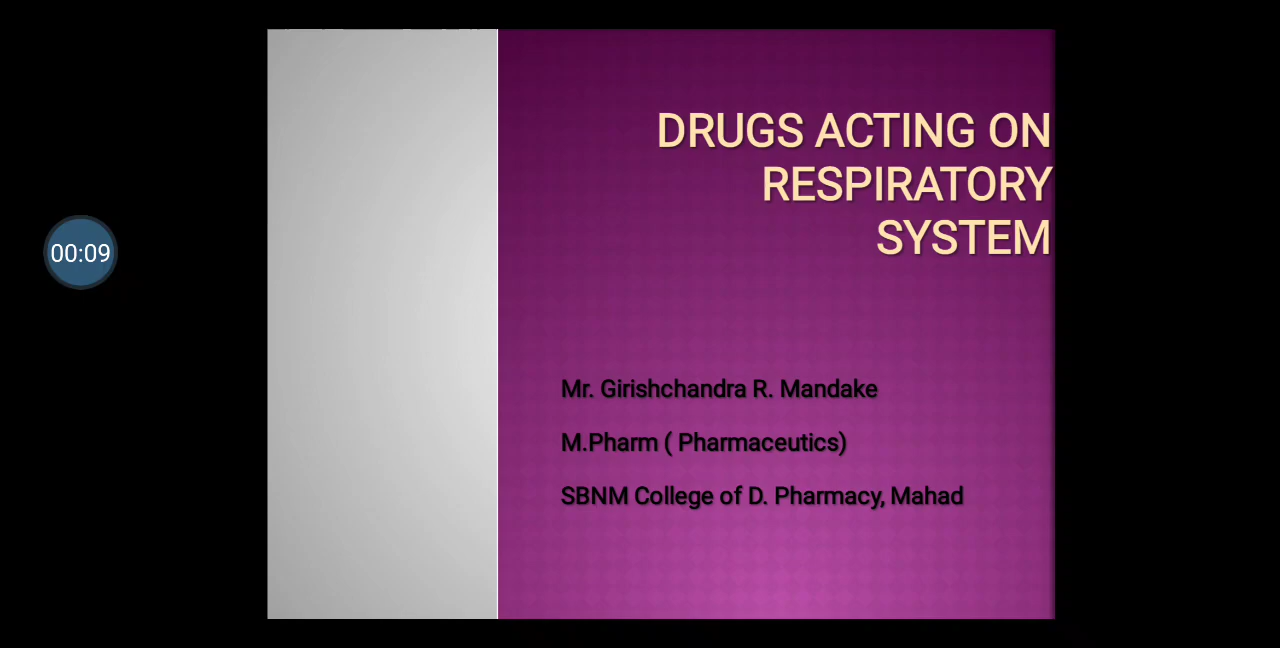 DRUGS ACTING ON
RESPIRATORY
SYSTEM
00:09
Mr. Girishchandra R. Mandake
M.Pharm ( Pharmaceutics)
SBNM College of D. Pharmacy, Mahad